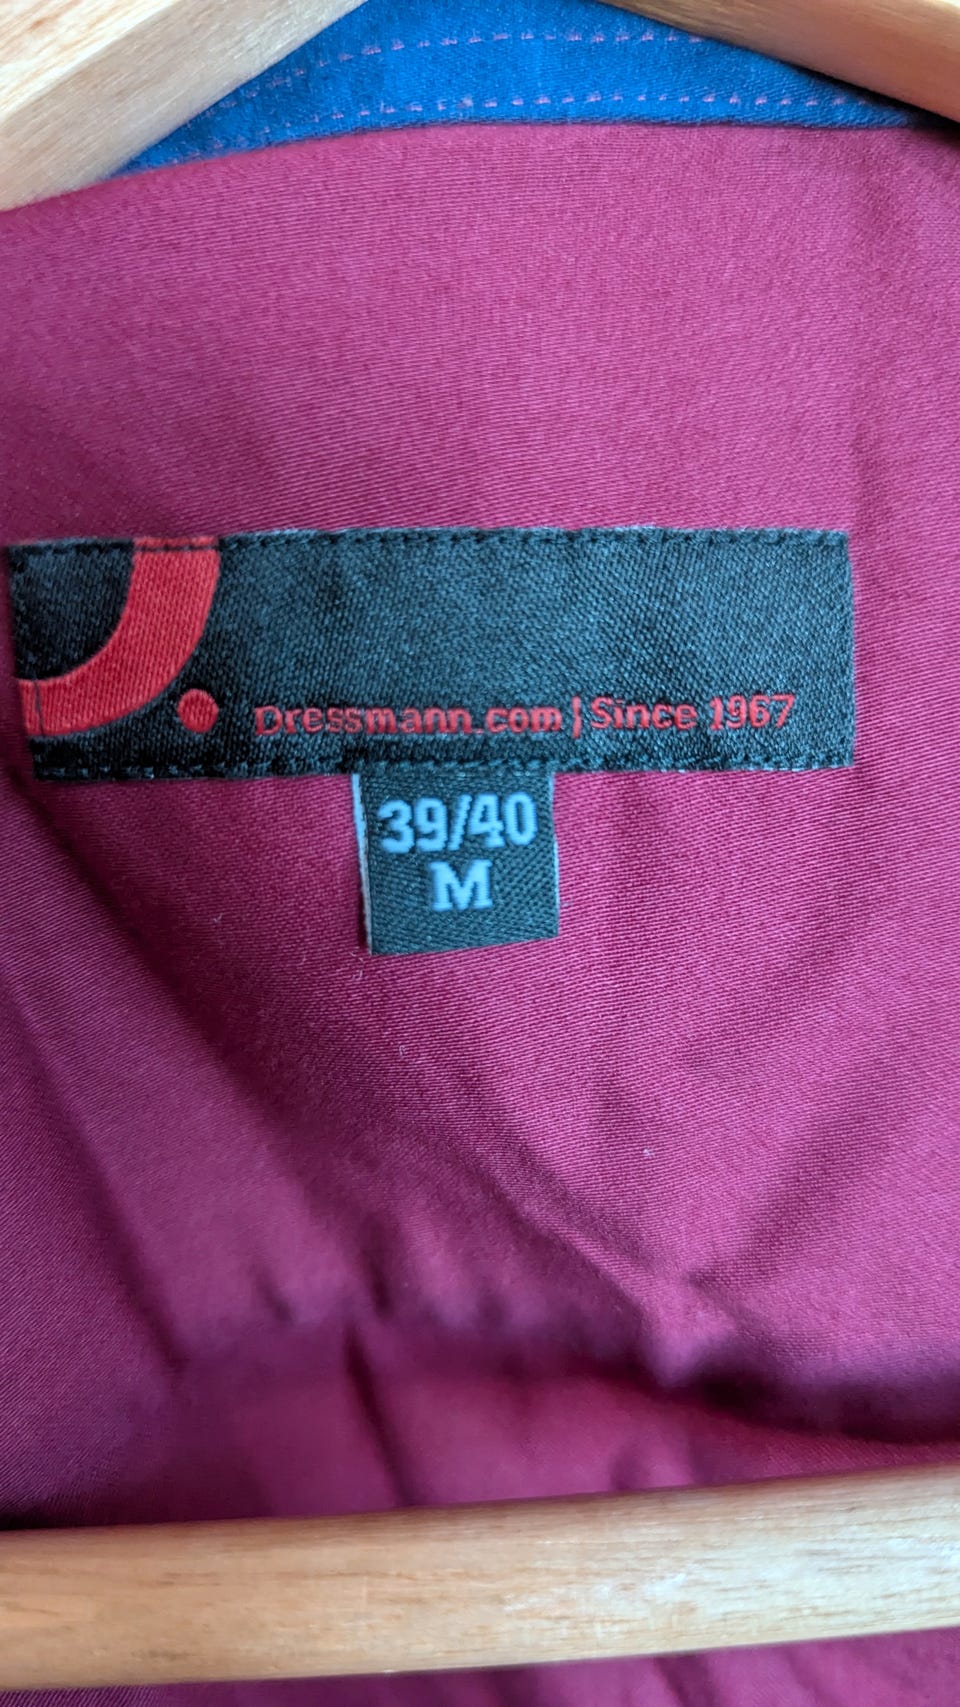 D.
Dressmann.com | Since 1967
39/40
M